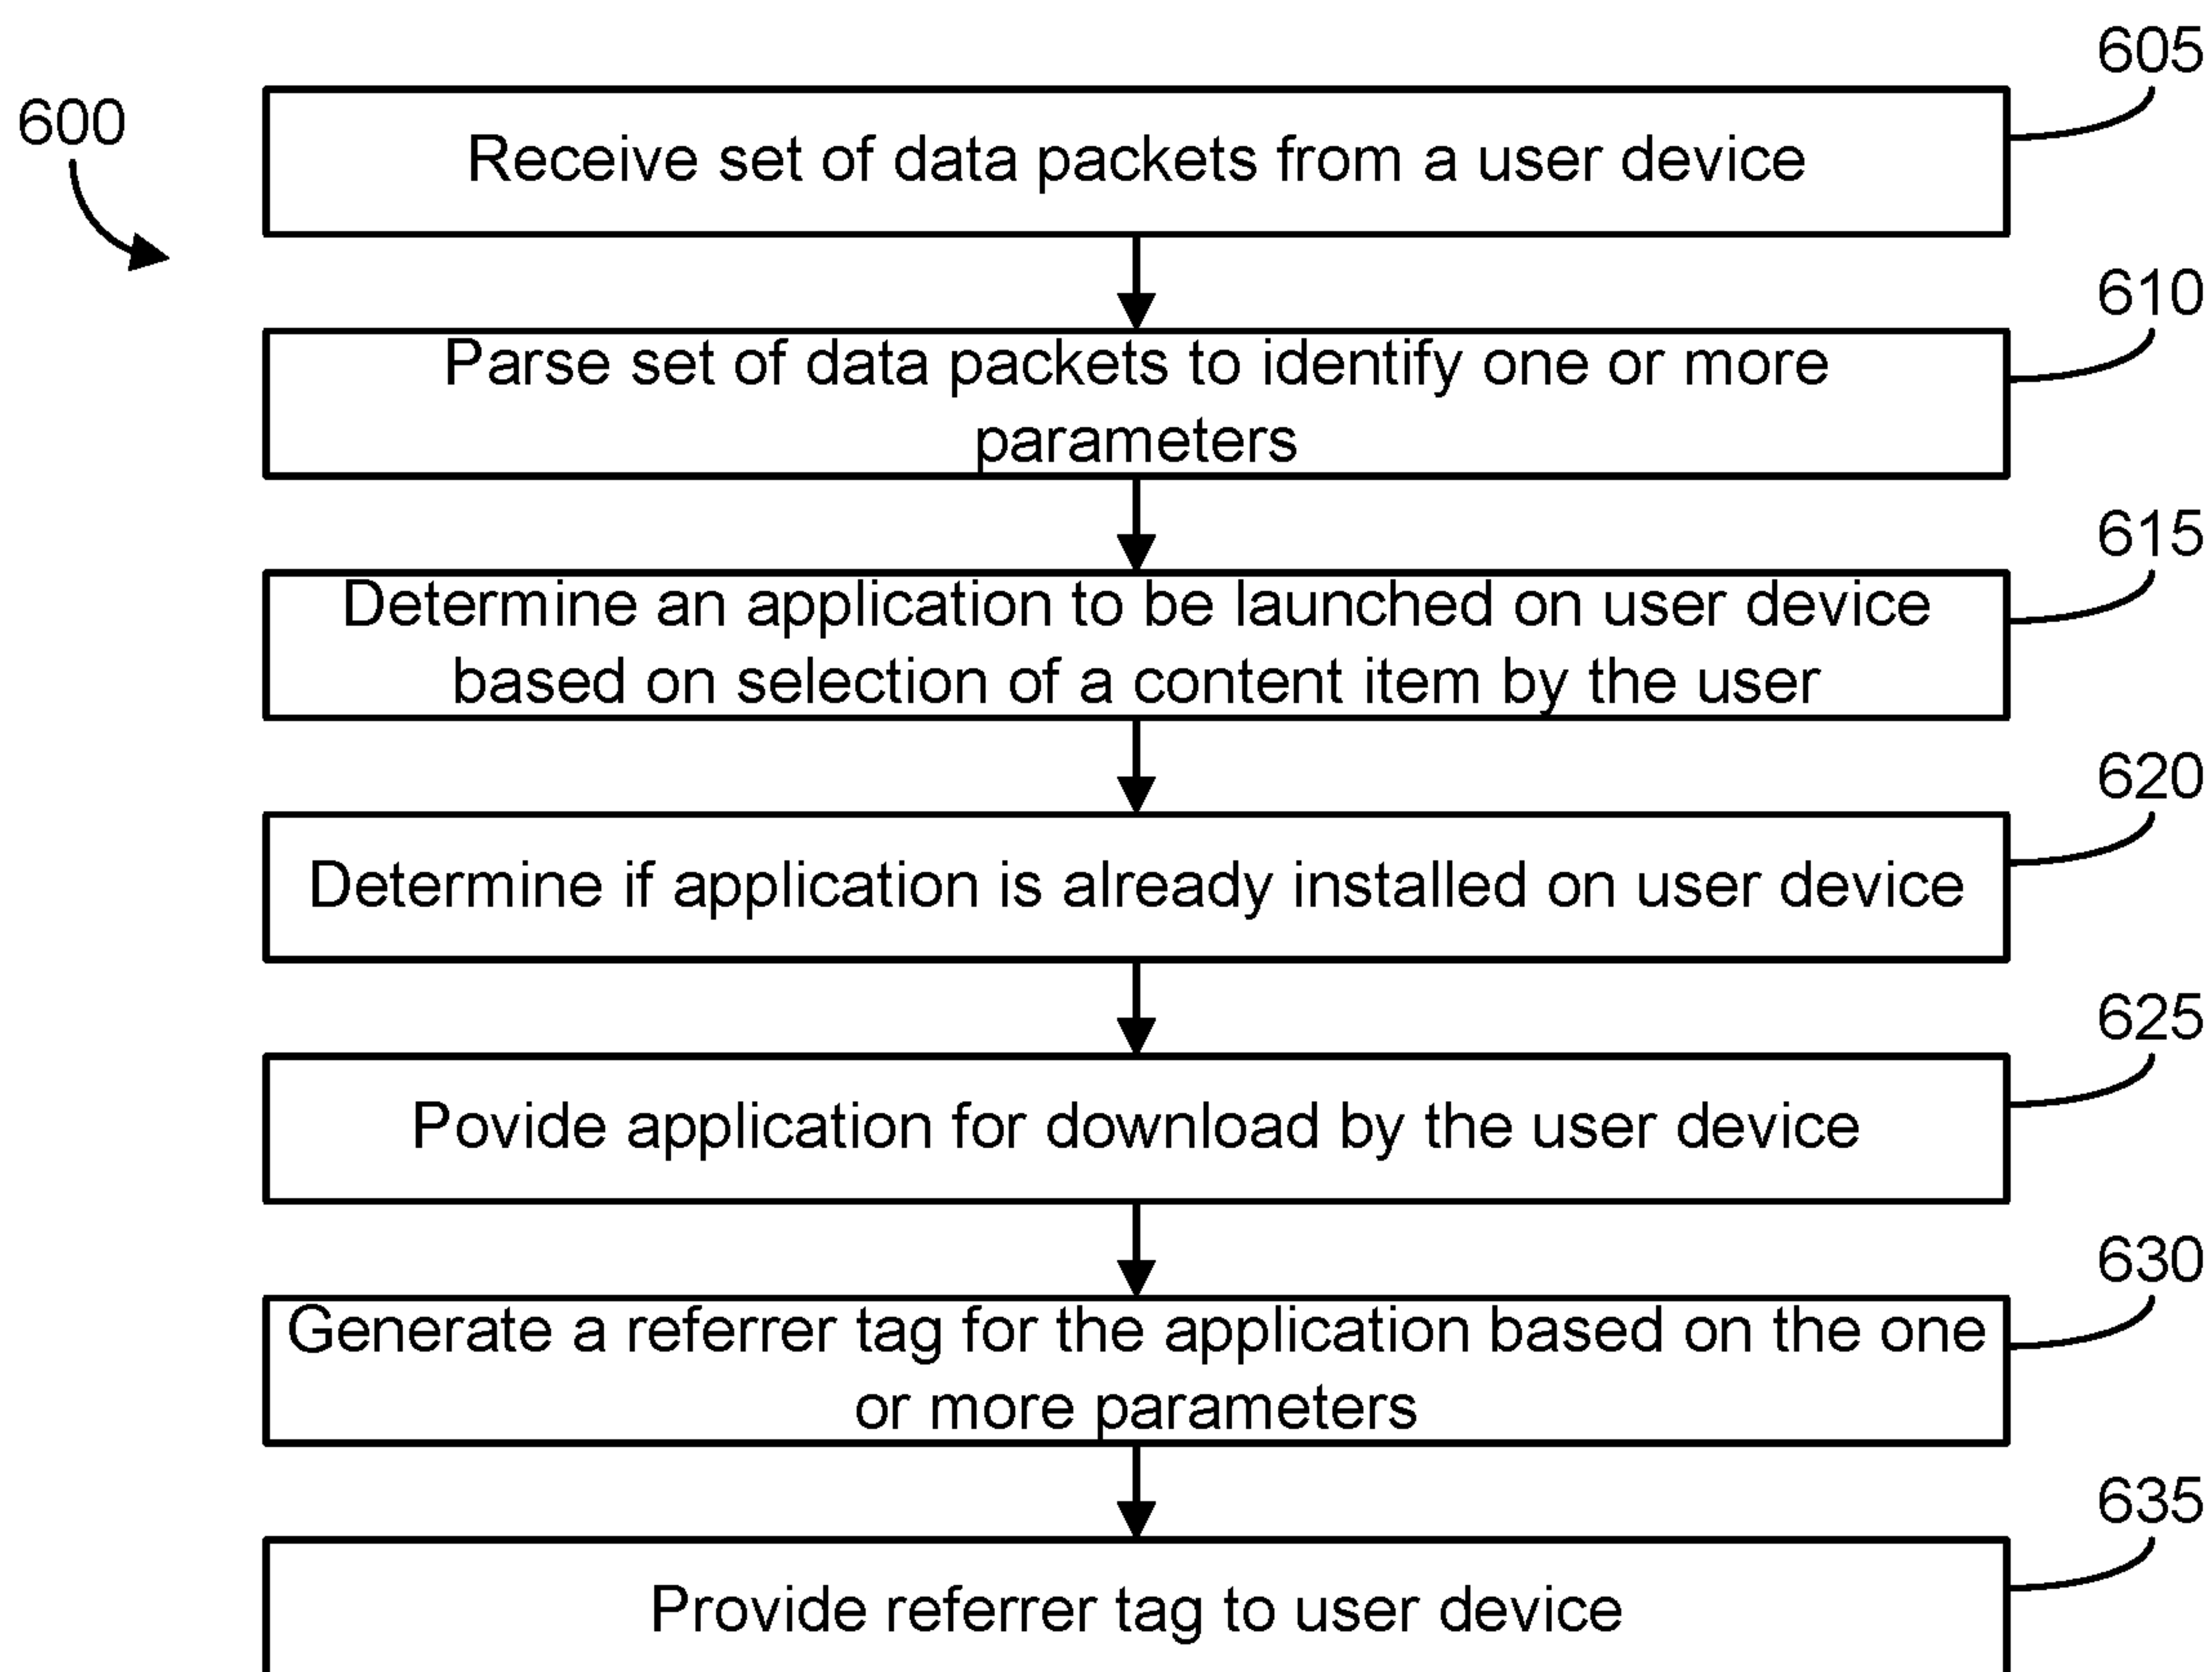 605
600
Receive set of data packets from a user device
610
Parse set of data packets to identify one or more
parameters
615
Determine an application to be launched on user device
based on selection of a content item by the user
620
Determine if application is already installed on user device
625
Povide application for download by the user device
630
Generate a referrer tag for the application based on the one
or more parameters
635
Provide referrer tag to user device